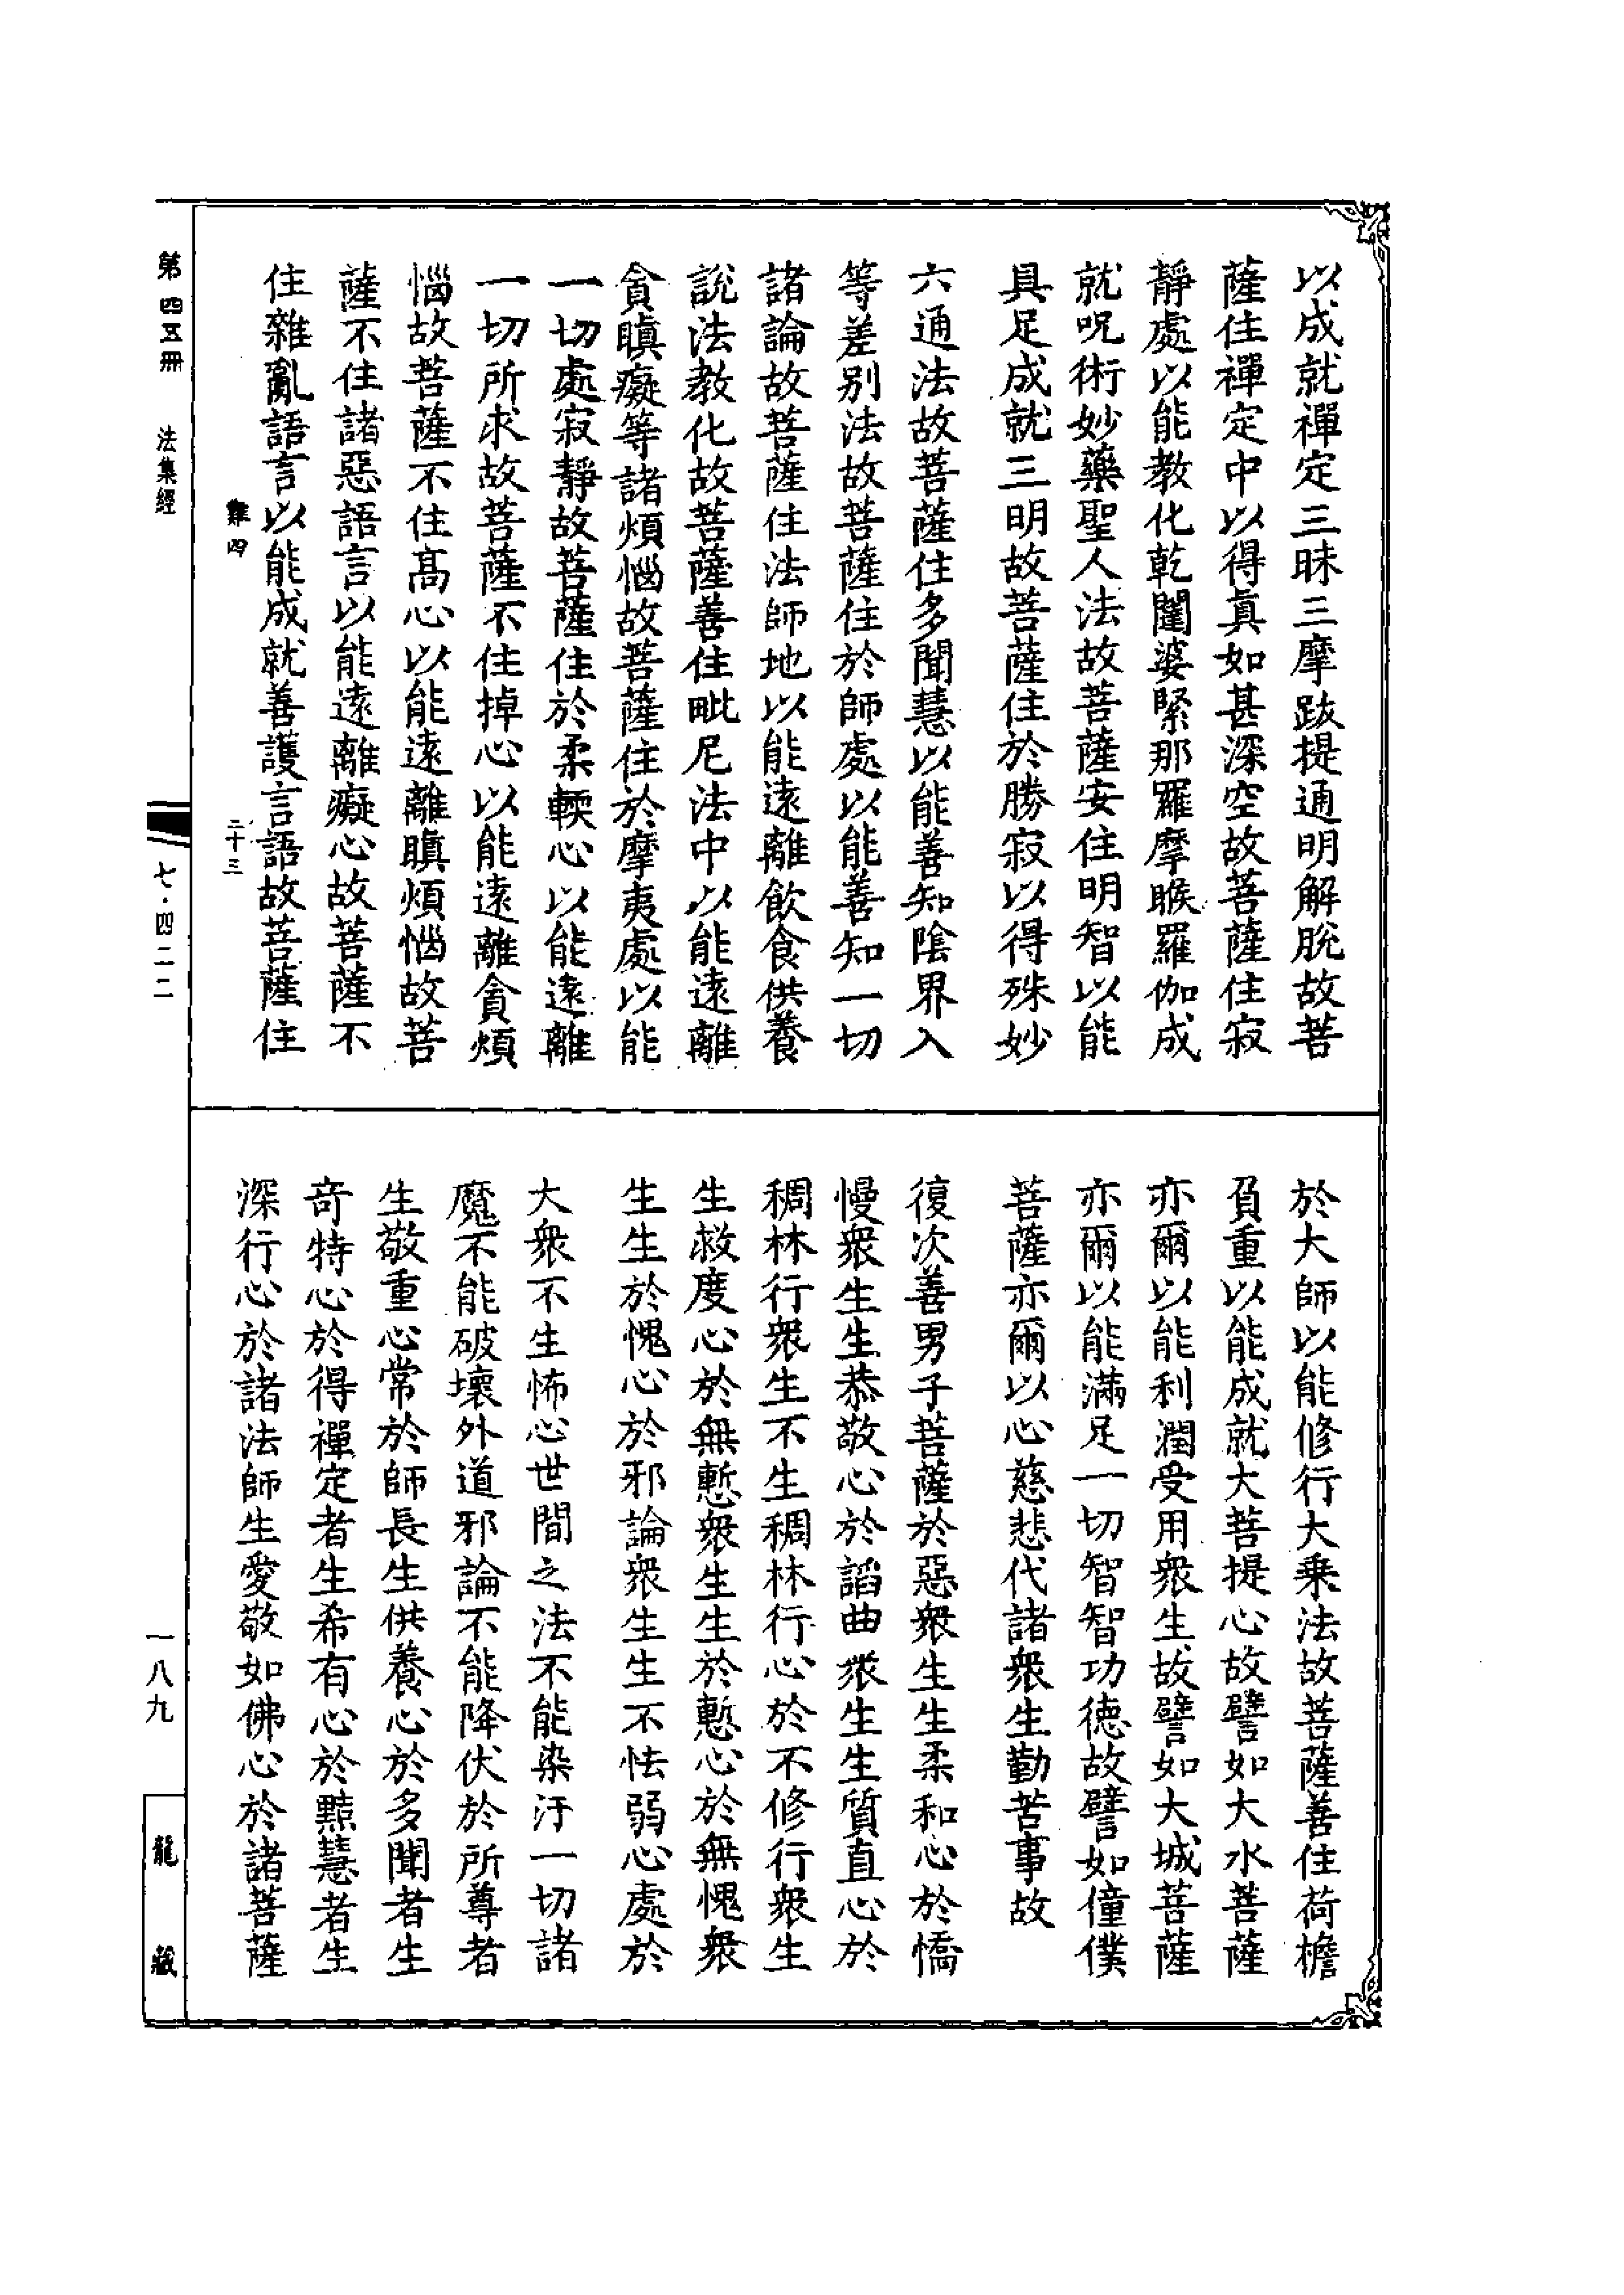 以成就禪定三昧三摩跋提通明解脫故菩
薩住禪定中以得真如甚深空故菩薩住寂
靜處以能教化乾闥婆緊那羅摩睺羅伽成
就呪術妙藥聖人法故菩薩安住明智以能
具足成就三明故菩薩住於勝寂以得殊妙
六通法故菩薩住多聞慧以能善知陰界入
等差别法故菩薩住於師處以能善知一切
諸論故菩薩住法師地以能遠離飲食供養
說法教化故菩薩善住毗尼法中以能遠離
貪瞋癡等諸煩惱故菩薩住於摩夷處以能
一切處寂靜故菩薩住於柔輭心以能遠離
一切所求故菩薩不住掉心以能遠離貪煩
惱故菩薩不住高心以能遠離瞋煩惱故菩
薩不住諸惡語言以能遠離癡心故菩薩不
住雜亂語言以能成就善護言語故菩薩住
難四
二十三
於大師以能修行大乗法故菩薩善住荷檐
負重以能成就大菩提心故譬如大水菩薩
亦爾以能利潤受用衆生故譬如大城菩薩
亦爾以能滿足一切智智功德故譬如僮僕
菩薩亦爾以心慈悲代諸衆生勤苦事故
復次善男子菩薩於惡衆生生柔和心於憍
慢衆生生恭敬心於諂曲衆生生質直心於
稠林行衆生不生稠林行心於不修行衆生
生救度心於無慙衆生生於慙心於無愧衆
生生於愧心於邪論衆生生不怯弱心處於
大衆不生怖心世間之法不能染汙一切諸
魔不能破壞外道邪論不能降伏於所尊者
生敬重心常於師長生供養心於多聞者生
奇特心於得禪定者生希有心於黠慧者生
深行心於諸法師生愛敬如佛心於諸菩薩
第四五冊 法集經
七·四二二
一八九
龍藏